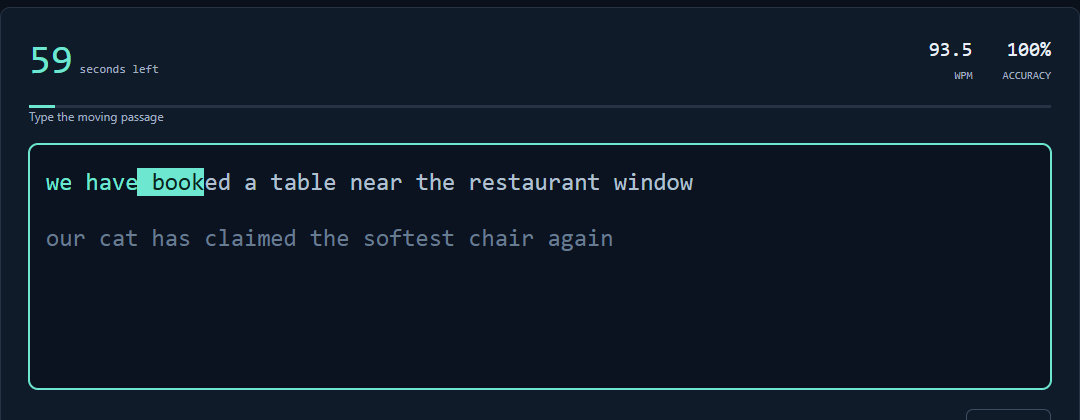 59 seconds left
93.5 100%
WPM ACCURACY
Type the moving passage
we have booked a table near the restaurant window
our cat has claimed the softest chair again